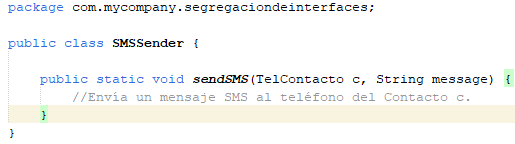 package com.mycompany.segregaciondeinterfaces;
public class SMSSender {
public static void sendSMS(TelContacto c, String message) {
//Envía un mensaje SMS al teléfono del Contacto c.
}
}